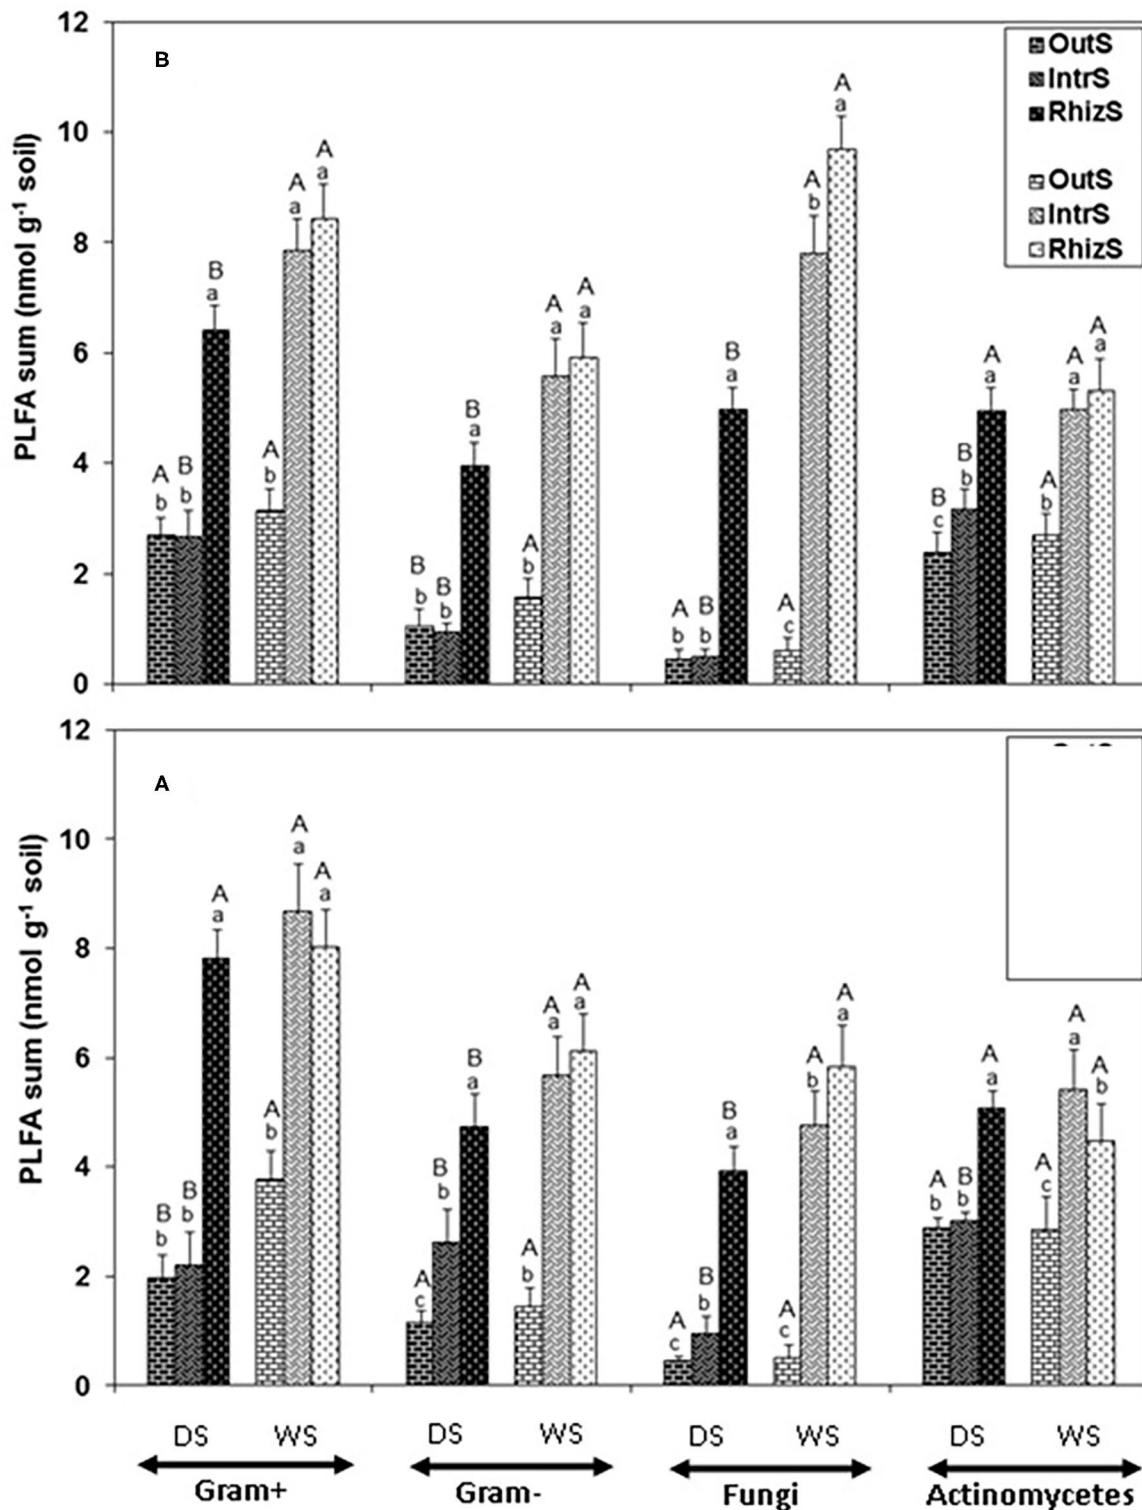 12
10
8
6
4
2
0
PLFA sum (nmol g⁻¹ soil)
B
OutS
IntrS
RhizS
OutS
IntrS
RhizS
A b
B b
B a
A b
A a
A a
B b
B b
B a
A b
A a
A a
A b
B b
B a
A c
A b
A a
B c
B b
A a
A b
A a
A a
12
10
8
6
4
2
0
PLFA sum (nmol g⁻¹ soil)
A
B b
B b
A a
A b
A a
A a
A c
B b
B a
A b
A a
A a
A c
B b
B a
A c
A b
A a
A b
B b
A a
A c
A a
A b
DS WS DS WS DS WS DS WS
Gram+ Gram- Fungi Actinomycetes